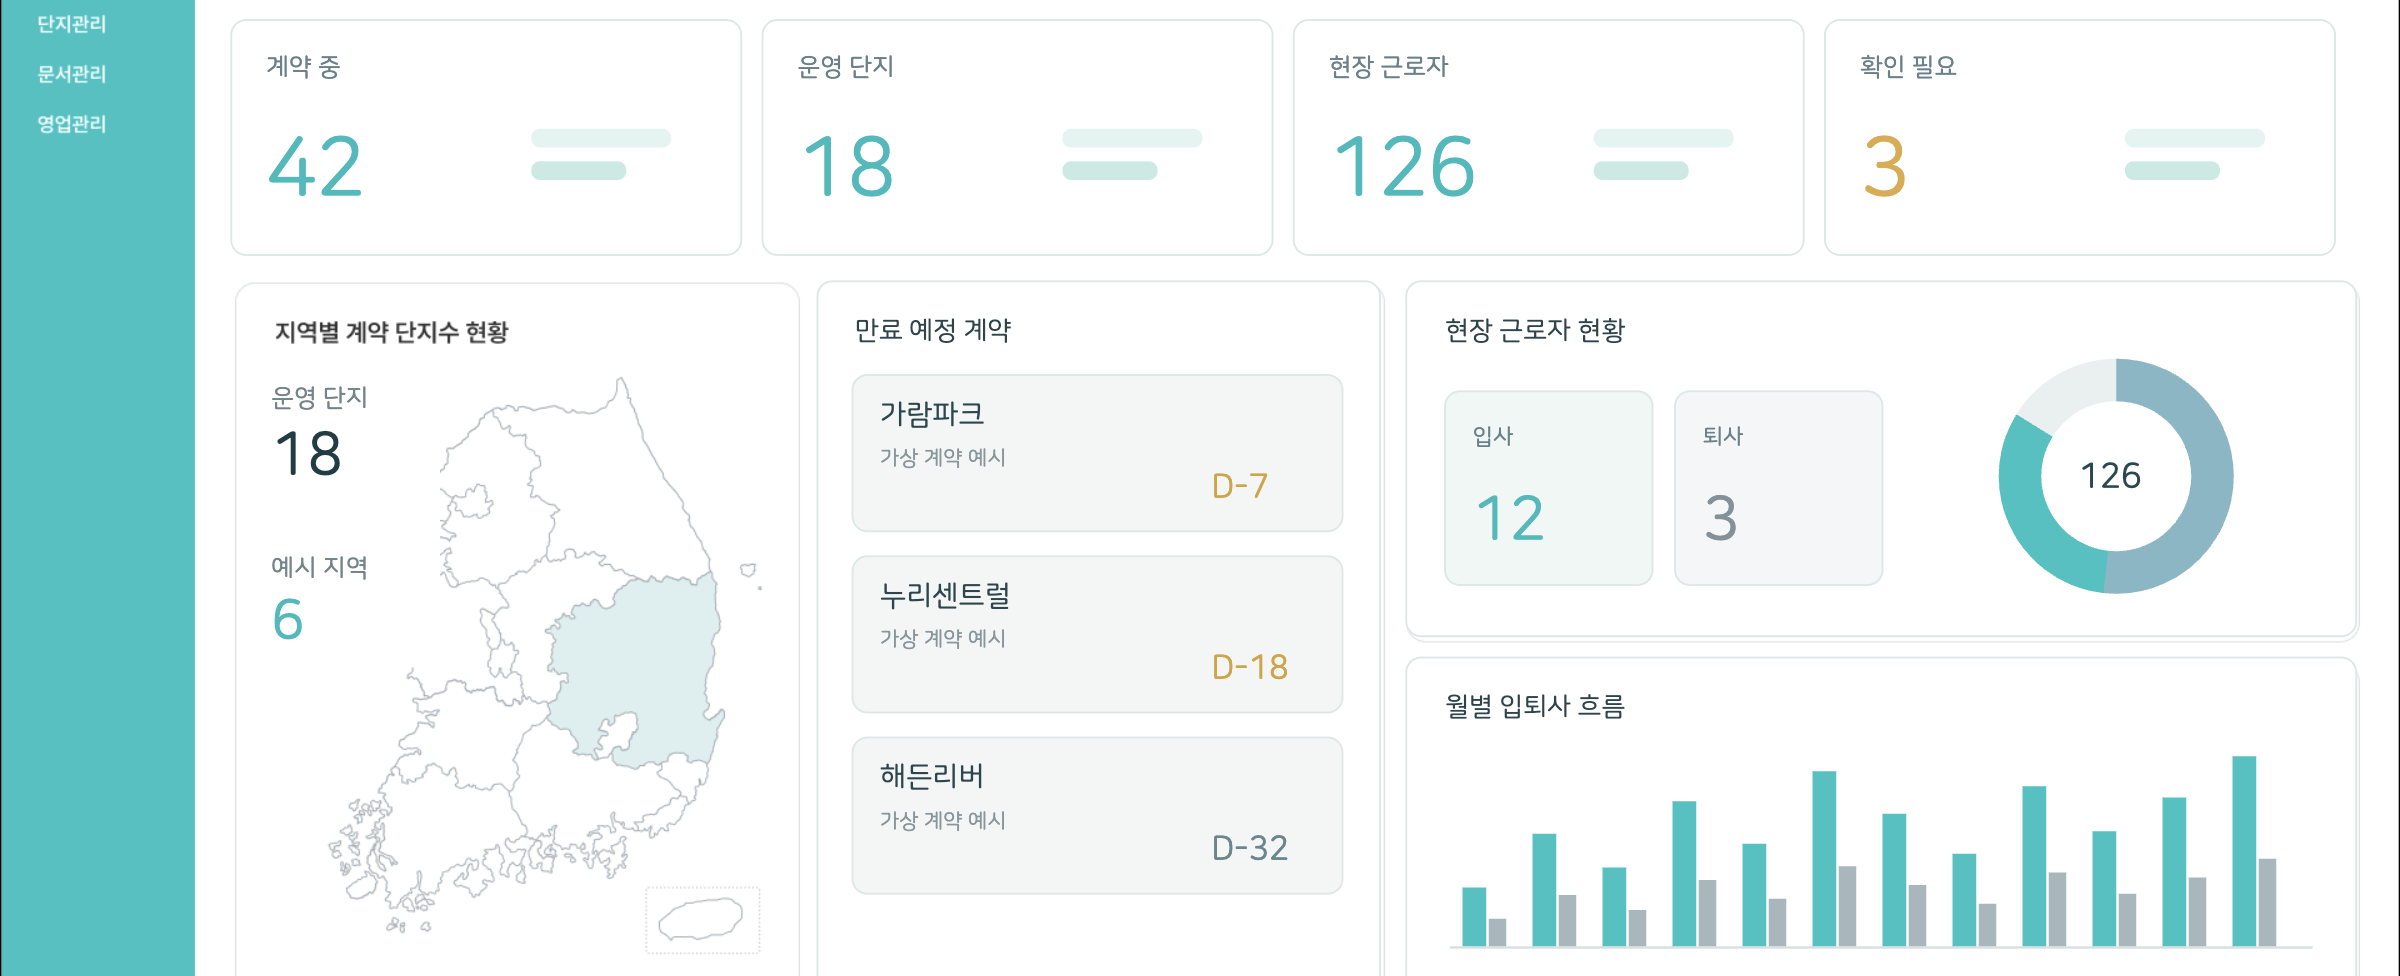 단지관리
문서관리
영업관리
계약 중
42
운영 단지
18
현장 근로자
126
확인 필요
3
지역별 계약 단지수 현황
운영 단지
18
예시 지역
6
만료 예정 계약
가람파크
가상 계약 예시
D-7
누리센트럴
가상 계약 예시
D-18
해든리버
가상 계약 예시
D-32
현장 근로자 현황
입사
12
퇴사
3
126
월별 입퇴사 흐름